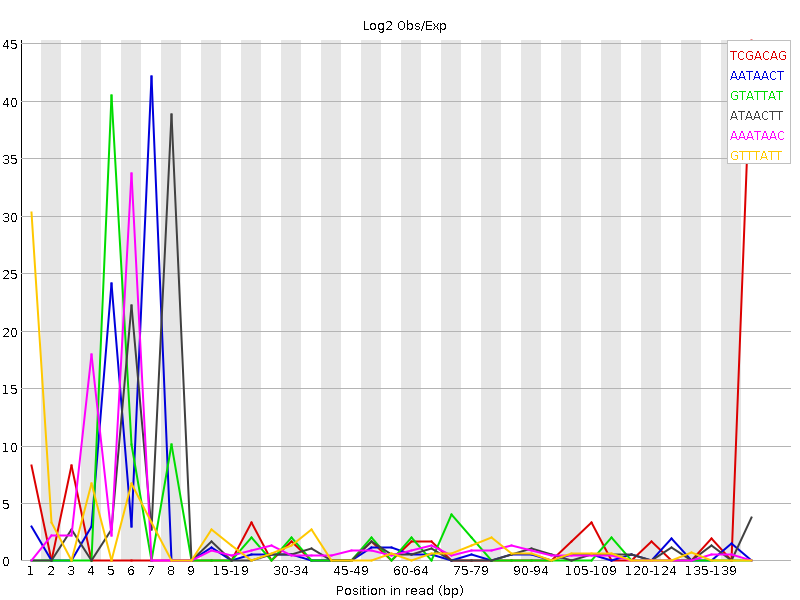 Log2 Obs/Exp
45
40
35
30
25
20
15
10
5
0
TCGACAG
AATAACT
GTATTAT
ATAACTT
AAATAAC
GTTTATT
1 2 3 4 5 6 7 8 9 15-19 30-34 45-49 60-64 75-79 90-94 105-109 120-124 135-139
Position in read (bp)